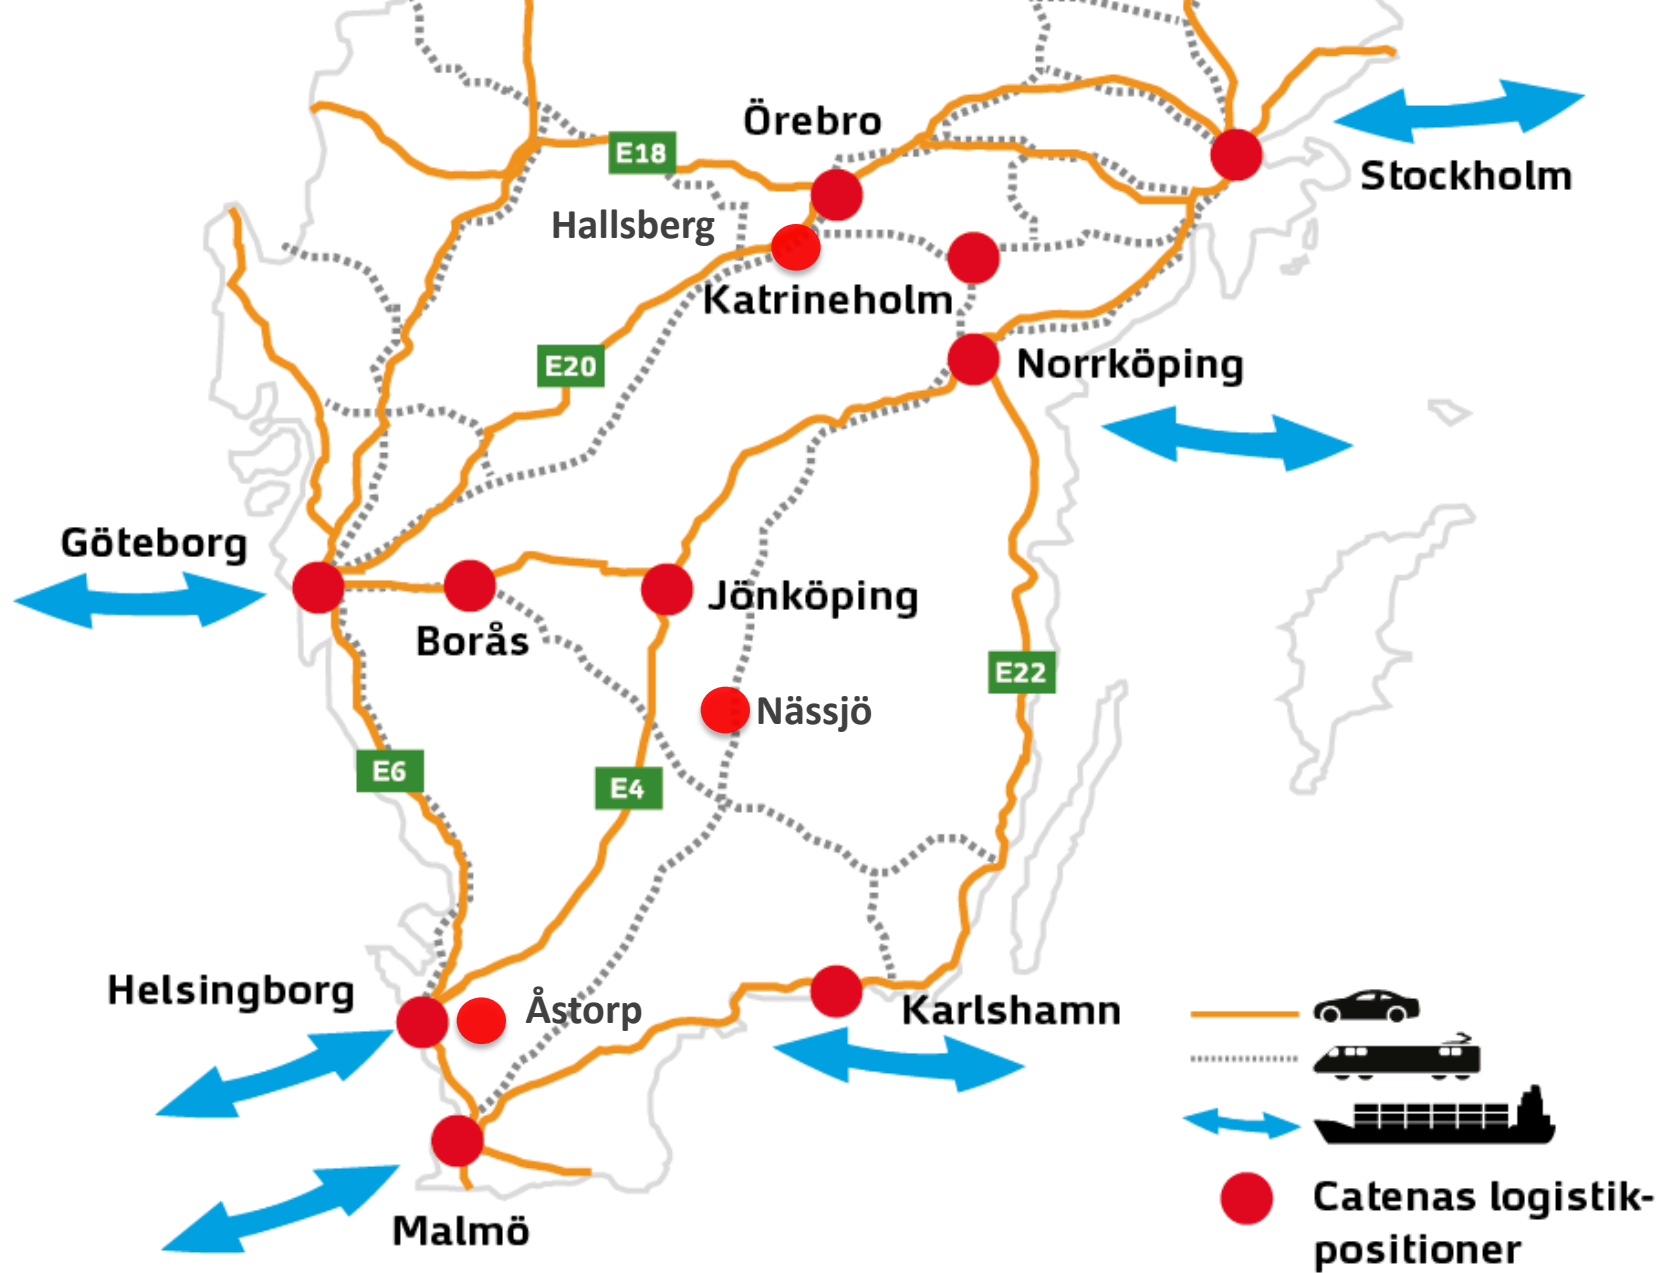 Örebro
E18
Stockholm
Hallsberg
Katrineholm
E20
Norrköping
Göteborg
Borås
Jönköping
E22
Nässjö
E6
E4
Helsingborg
Åstorp
Karlshamn
Malmö
Catenas logistik-
positioner